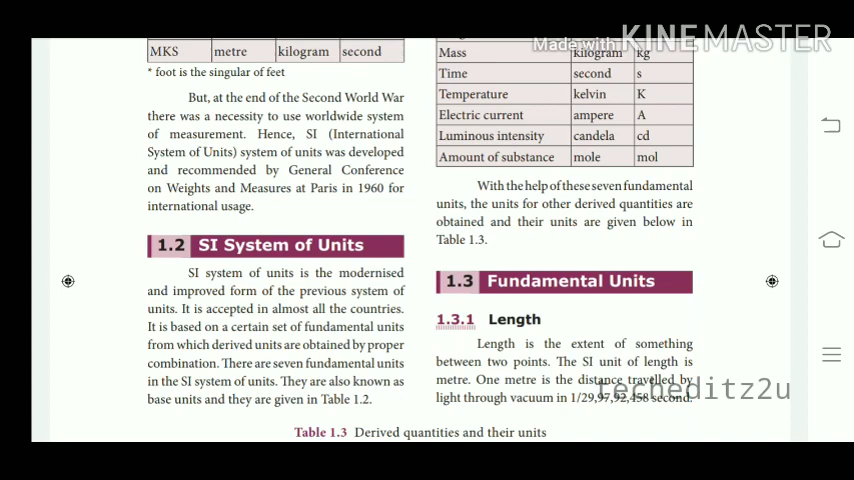 MKS metre kilogram second
* foot is the singular of feet
But, at the end of the Second World War
there was a necessity to use worldwide system
of measurement. Hence, SI (International
System of Units) system of units was developed
and recommended by General Conference
on Weights and Measures at Paris in 1960 for
international usage.
1.2 SI System of Units
SI system of units is the modernised
and improved form of the previous system of
units. It is accepted in almost all the countries.
It is based on a certain set of fundamental units
from which derived units are obtained by proper
combination. There are seven fundamental units
in the SI system of units. They are also known as
base units and they are given in Table 1.2.
Made with KINEMASTER
Mass kilogram kg
Time second s
Temperature kelvin K
Electric current ampere A
Luminous intensity candela cd
Amount of substance mole mol
With the help of these seven fundamental
units, the units for other derived quantities are
obtained and their units are given below in
Table 1.3.
1.3 Fundamental Units
1.3.1 Length
Length is the extent of something
between two points. The SI unit of length is
metre. One metre is the distance travelled by
light through vacuum in 1/29,97,92,458 second.
techeditz2u
Table 1.3 Derived quantities and their units